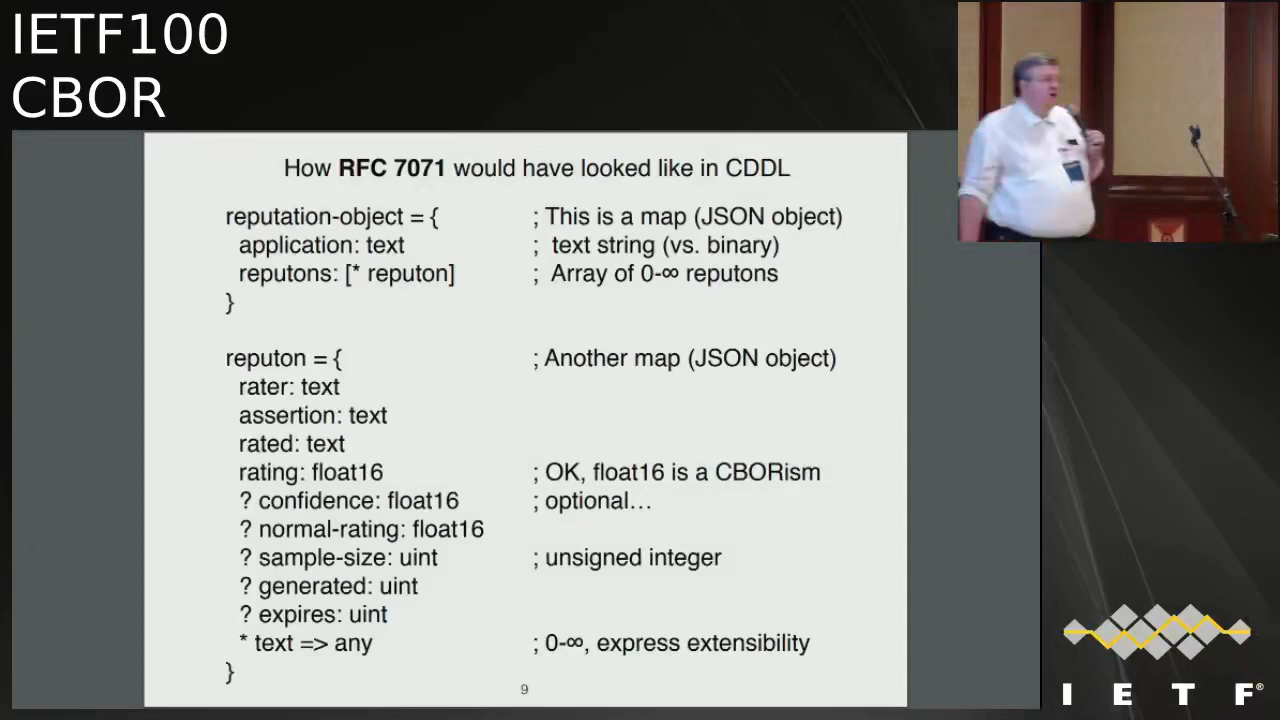 IETF100
CBOR
How RFC 7071 would have looked like in CDDL
reputation-object = { ; This is a map (JSON object)
application: text ; text string (vs. binary)
reputons: [* reputon] ; Array of 0-∞ reputons
}
reputon = { ; Another map (JSON object)
rater: text
assertion: text
rated: text
rating: float16 ; OK, float16 is a CBORism
? confidence: float16 ; optional…
? normal-rating: float16
? sample-size: uint ; unsigned integer
? generated: uint
? expires: uint
* text => any ; 0-∞, express extensibility
}
9
I E T F®